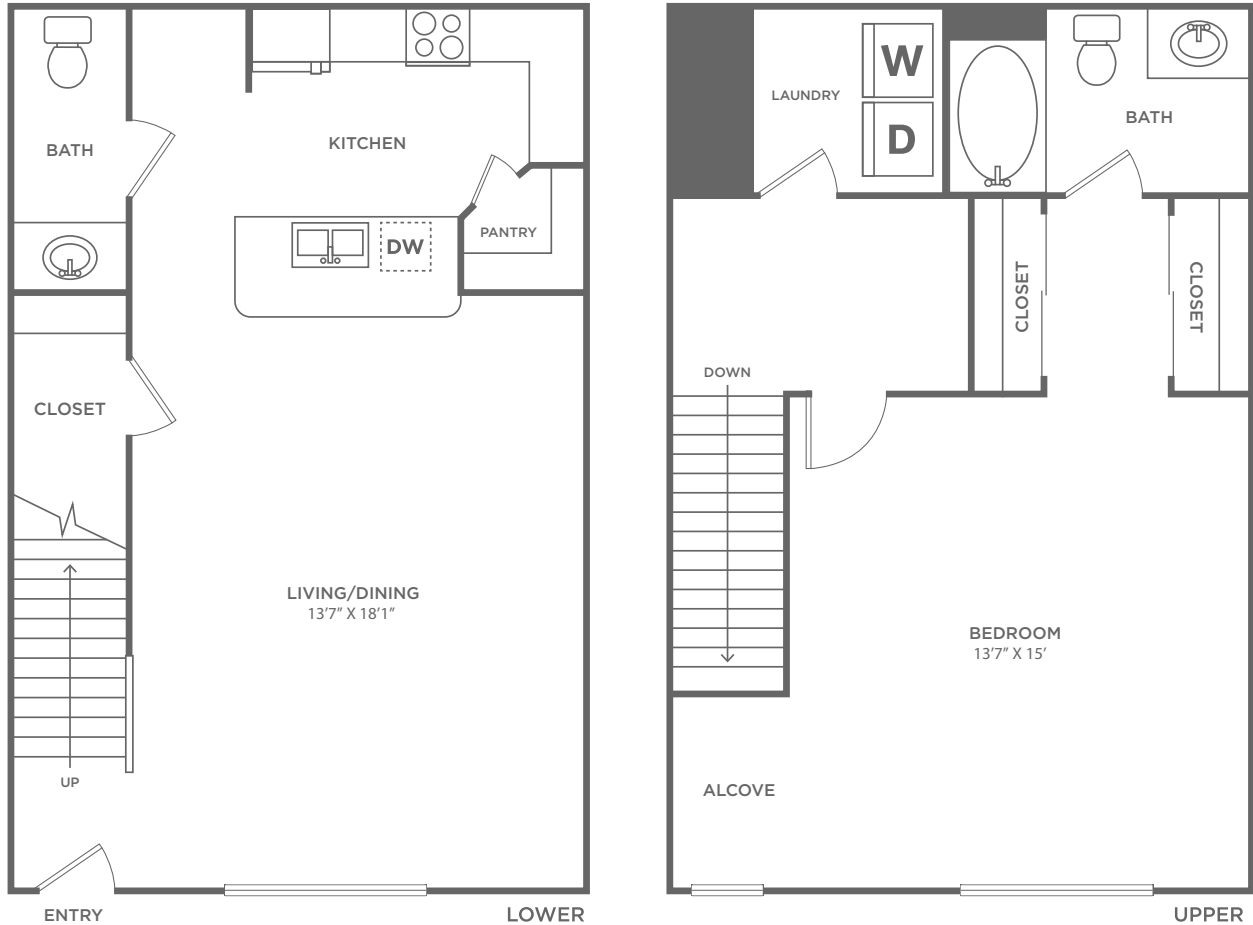 BATH
KITCHEN
PANTRY
DW
CLOSET
LIVING/DINING
13'7" X 18'1"
UP
ENTRY
LOWER
W
LAUNDRY
D
BATH
CLOSET
CLOSET
DOWN
BEDROOM
13'7" X 15'
ALCOVE
UPPER